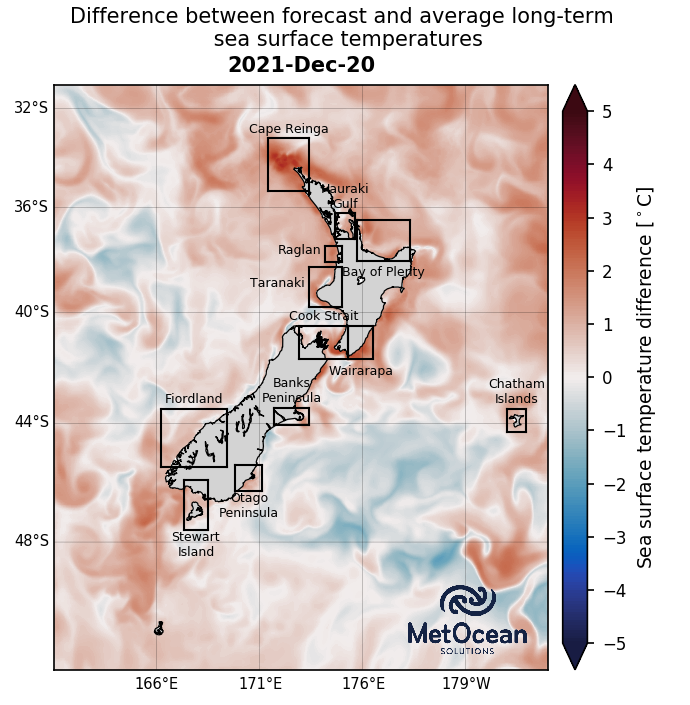 Difference between forecast and average long-term
sea surface temperatures
2021-Dec-20
32°S
36°S
40°S
44°S
48°S
166°E
171°E
176°E
179°W
Cape Reinga
Hauraki
Gulf
Raglan
Bay of Plenty
Taranaki
Cook Strait
Wairarapa
Banks
Peninsula
Fiordland
Chatham
Islands
Otago
Peninsula
Stewart
Island
MetOcean
SOLUTIONS
5
4
3
2
1
0
−1
−2
−3
−4
−5
Sea surface temperature difference [°C]